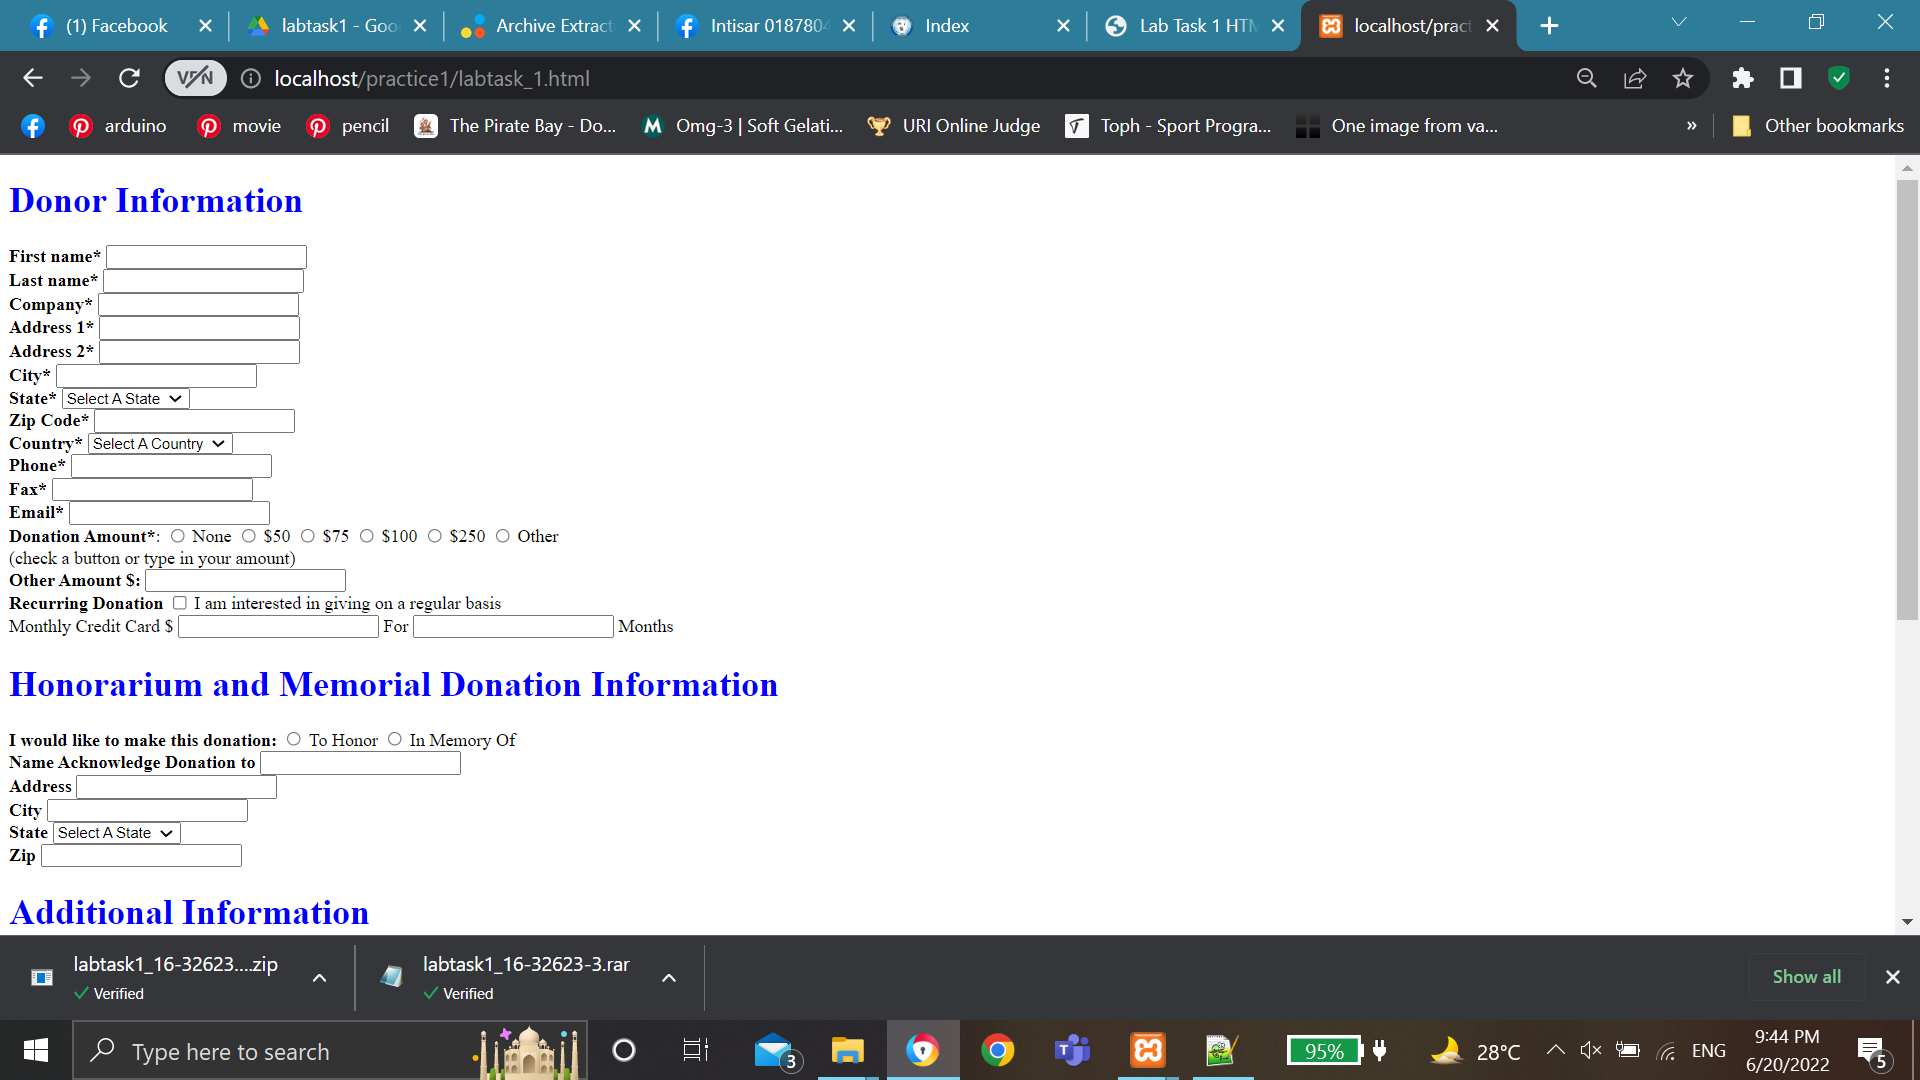 (1) Facebook
labtask1 - Goo
Archive Extract
Intisar 0187804
Index
Lab Task 1 HTM
localhost/pract
VPN
localhost/practice1/labtask_1.html
arduino
movie
pencil
The Pirate Bay - Do...
Omg-3 | Soft Gelati...
URI Online Judge
Toph - Sport Progra...
One image from va...
»
Other bookmarks
Donor Information
First name*
Last name*
Company*
Address 1*
Address 2*
City*
State* Select A State
Zip Code*
Country* Select A Country
Phone*
Fax*
Email*
Donation Amount*: None $50 $75 $100 $250 Other
(check a button or type in your amount)
Other Amount $:
Recurring Donation I am interested in giving on a regular basis
Monthly Credit Card $ For Months
Honorarium and Memorial Donation Information
I would like to make this donation: To Honor In Memory Of
Name Acknowledge Donation to
Address
City
State Select A State
Zip
Additional Information
labtask1_16-32623....zip
Verified
labtask1_16-32623-3.rar
Verified
Show all
Type here to search
3
95%
28°C
ENG
9:44 PM
6/20/2022
5